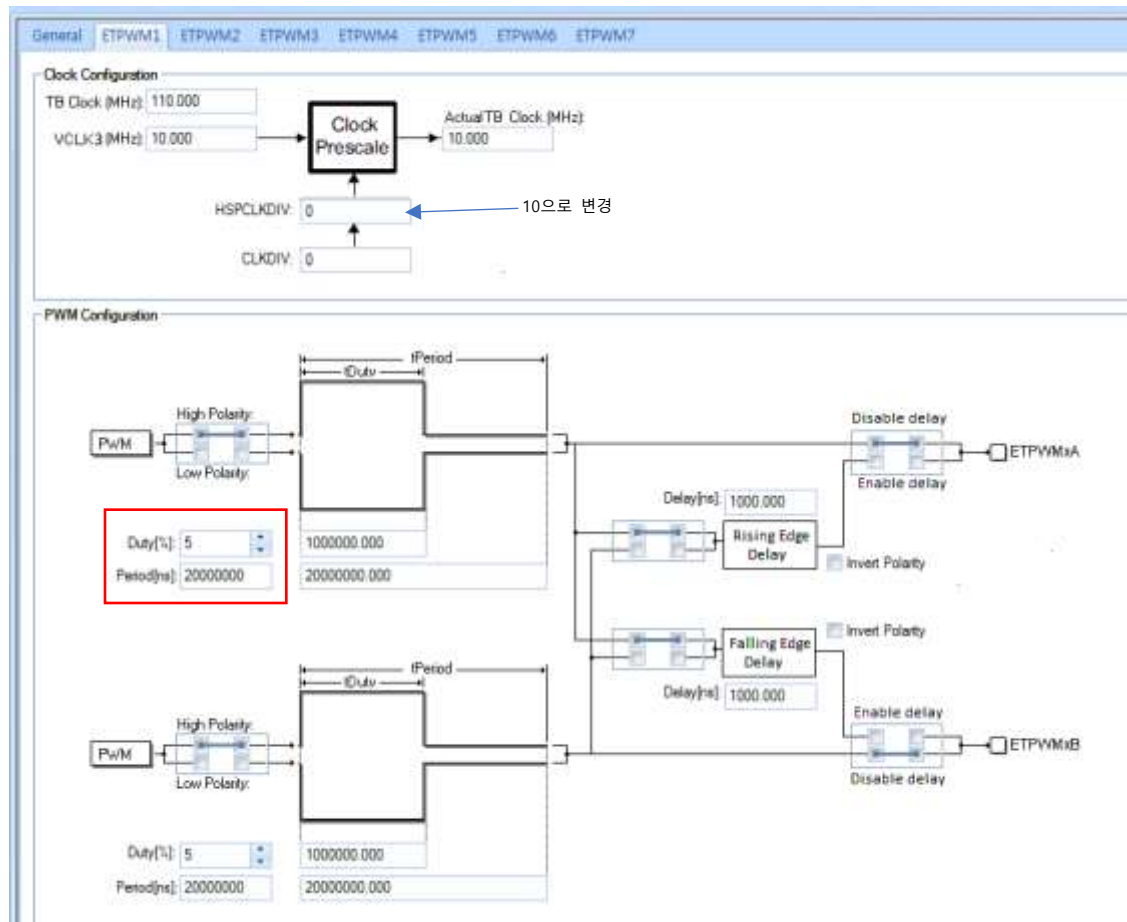 General ETPWM1 ETPWM2 ETPWM3 ETPWM4 ETPWM5 ETPWM6 ETPWM7
Clock Configuration
TB Clock (MHz): 110.000
VCLK3 (MHz): 10.000
Clock Prescale
Actual TB Clock (MHz):
10.000
HSPCLKDIV: 0
10으로 변경
CLKDIV: 0
PWM Configuration
tPeriod
tDuty
High Polarity:
PWM
Low Polarity:
Duty[%]: 5
1000000.000
Period[ns]: 20000000
20000000.000
Disable delay
ETPWMxA
Enable delay
Delay[ns]: 1000.000
Rising Edge Delay
Invert Polarity
Invert Polarity
Falling Edge Delay
Delay[ns]: 1000.000
Enable delay
ETPWMxB
Disable delay
tPeriod
tDuty
High Polarity:
PWM
Low Polarity:
Duty[%]: 5
1000000.000
Period[ns]: 20000000
20000000.000